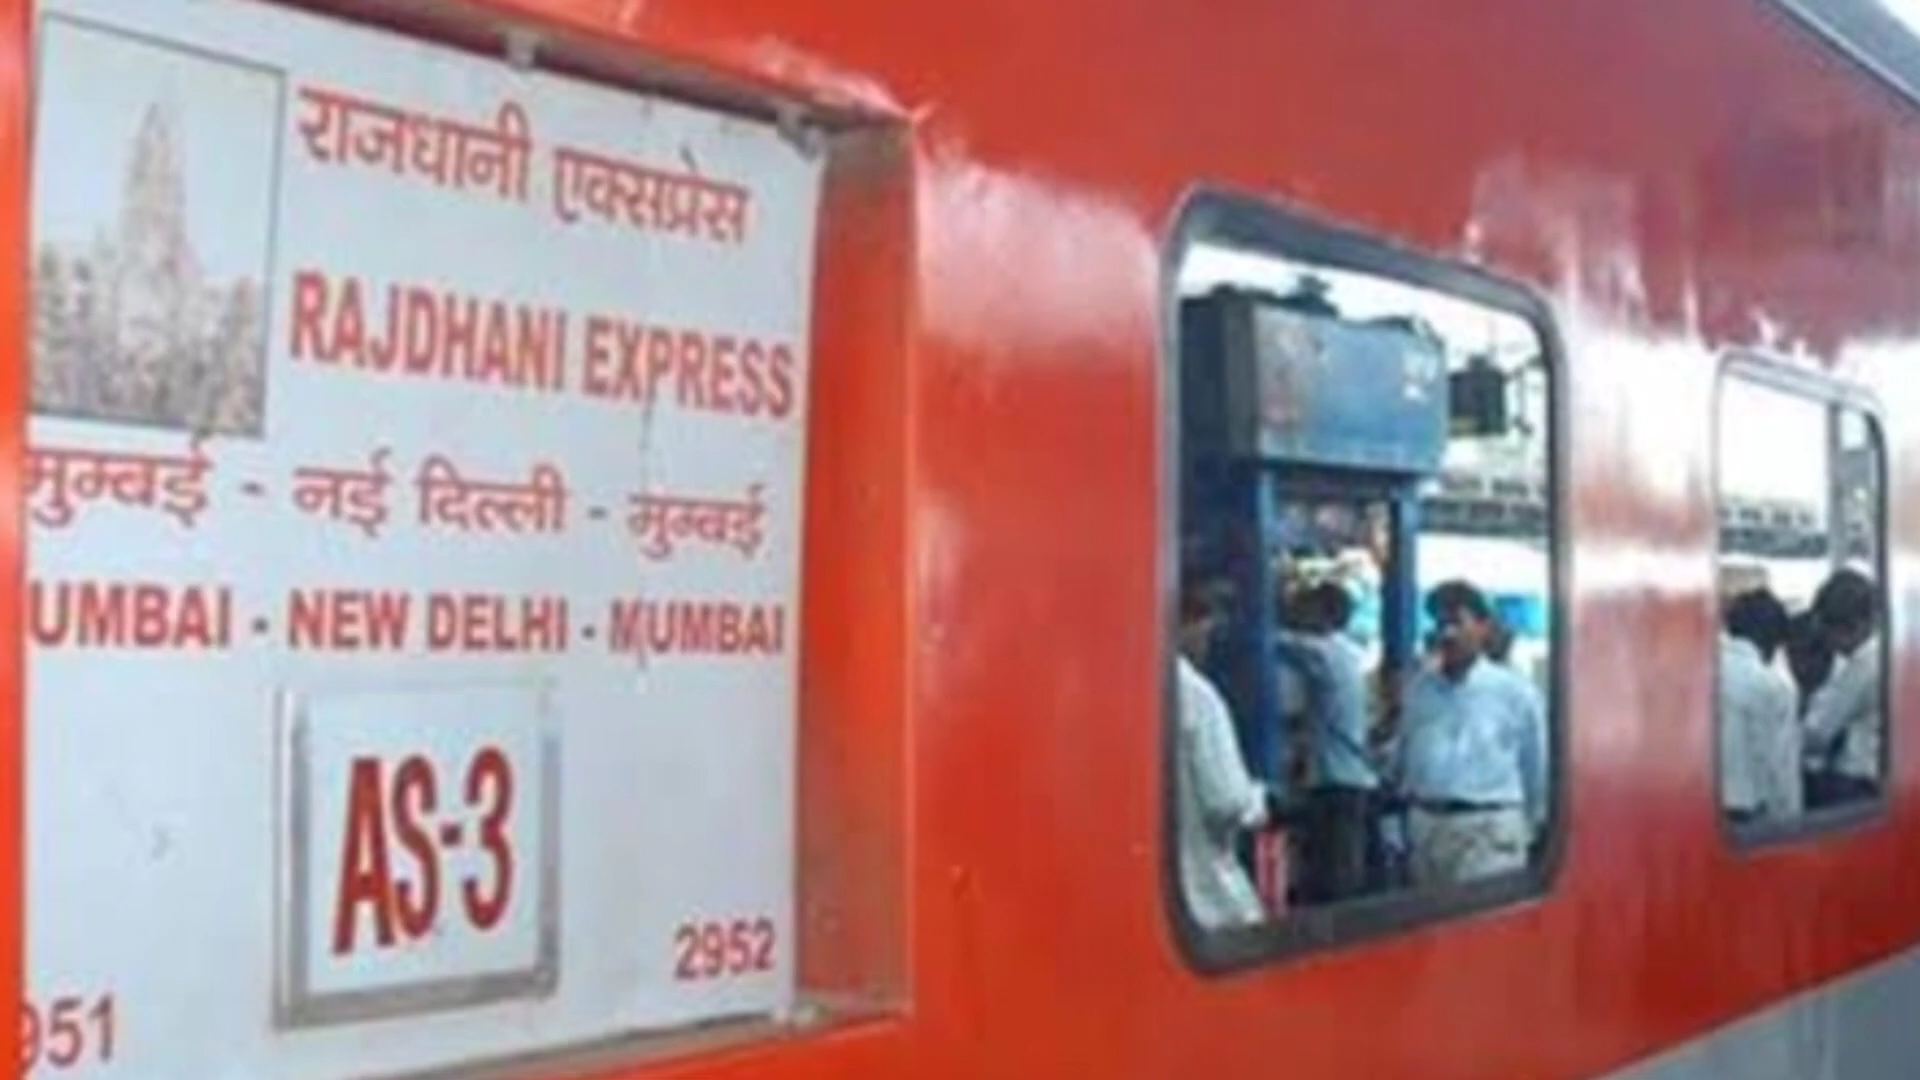 राजधानी एक्सप्रेस
RAJDHANI EXPRESS
मुम्बई - नई दिल्ली - मुम्बई
UMBAI - NEW DELHI - MUMBAI
AS-3
2952
951